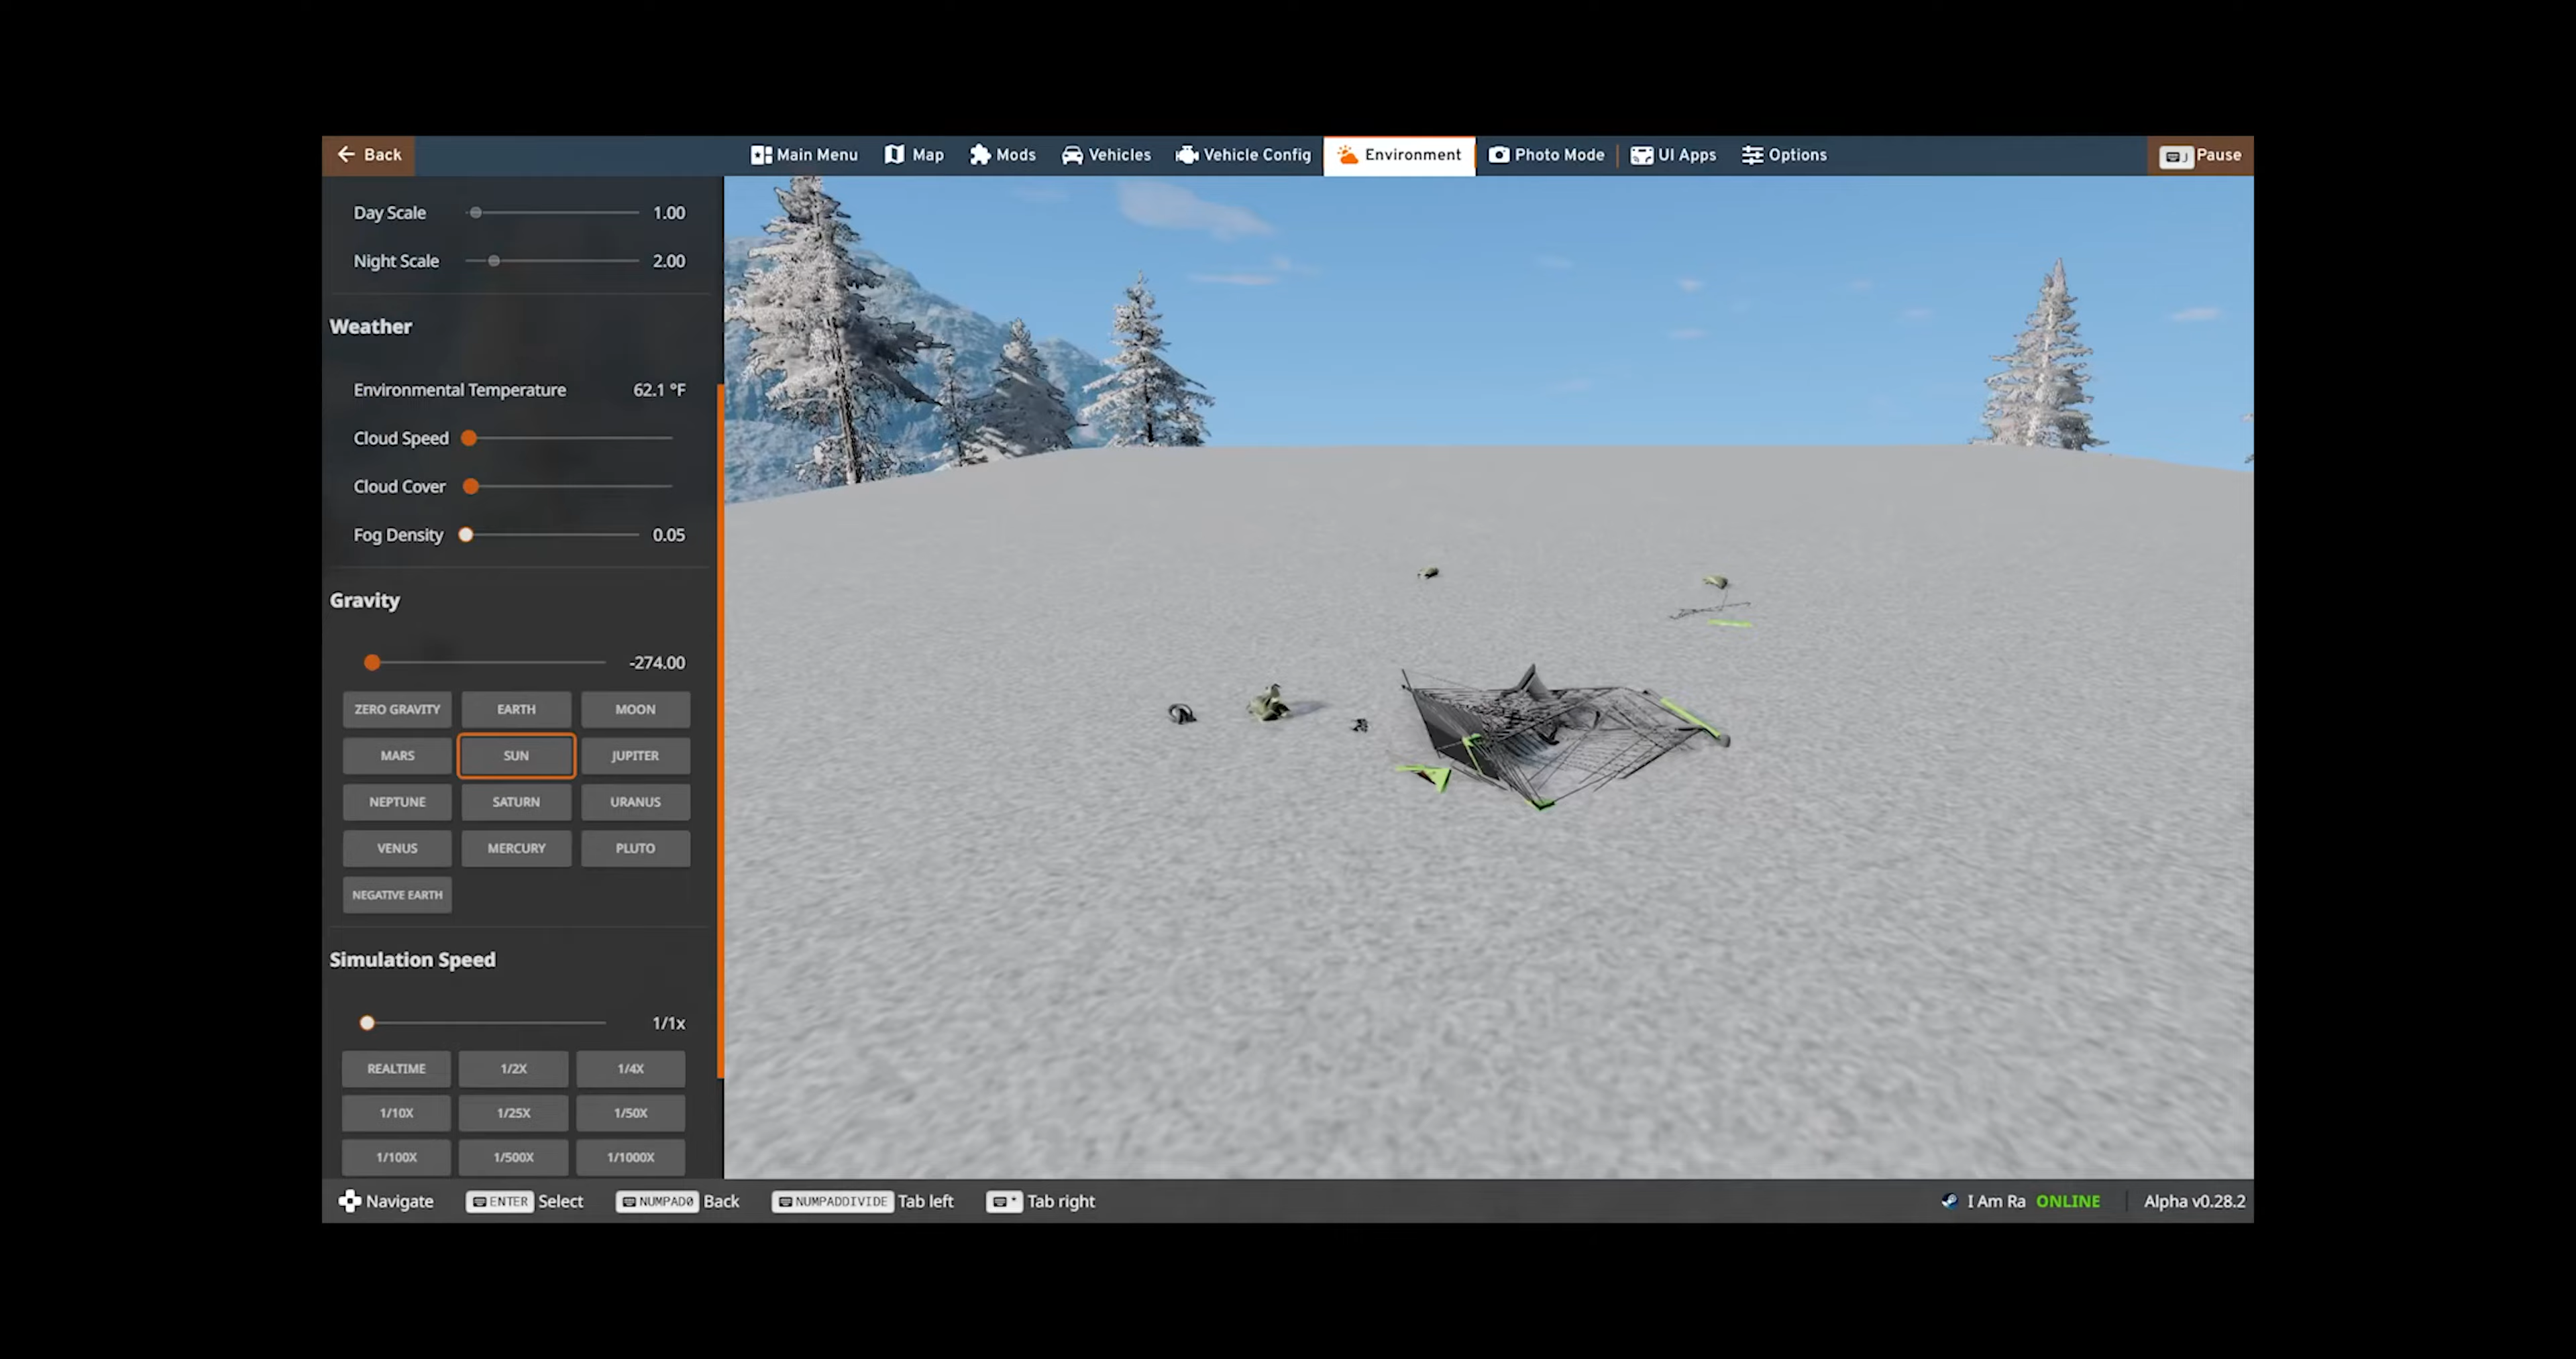 Back
Main Menu Map Mods Vehicles Vehicle Config Environment Photo Mode UI Apps Options
J Pause
Day Scale 1.00
Night Scale 2.00
Weather
Environmental Temperature 62.1 °F
Cloud Speed
Cloud Cover
Fog Density 0.05
Gravity
-274.00
ZERO GRAVITY EARTH MOON
MARS SUN JUPITER
NEPTUNE SATURN URANUS
VENUS MERCURY PLUTO
NEGATIVE EARTH
Simulation Speed
1/1x
REALTIME 1/2X 1/4X
1/10X 1/25X 1/50X
1/100X 1/500X 1/1000X
Navigate ENTER Select NUMPAD0 Back NUMPADDIVIDE Tab left * Tab right
I Am Ra ONLINE Alpha v0.28.2